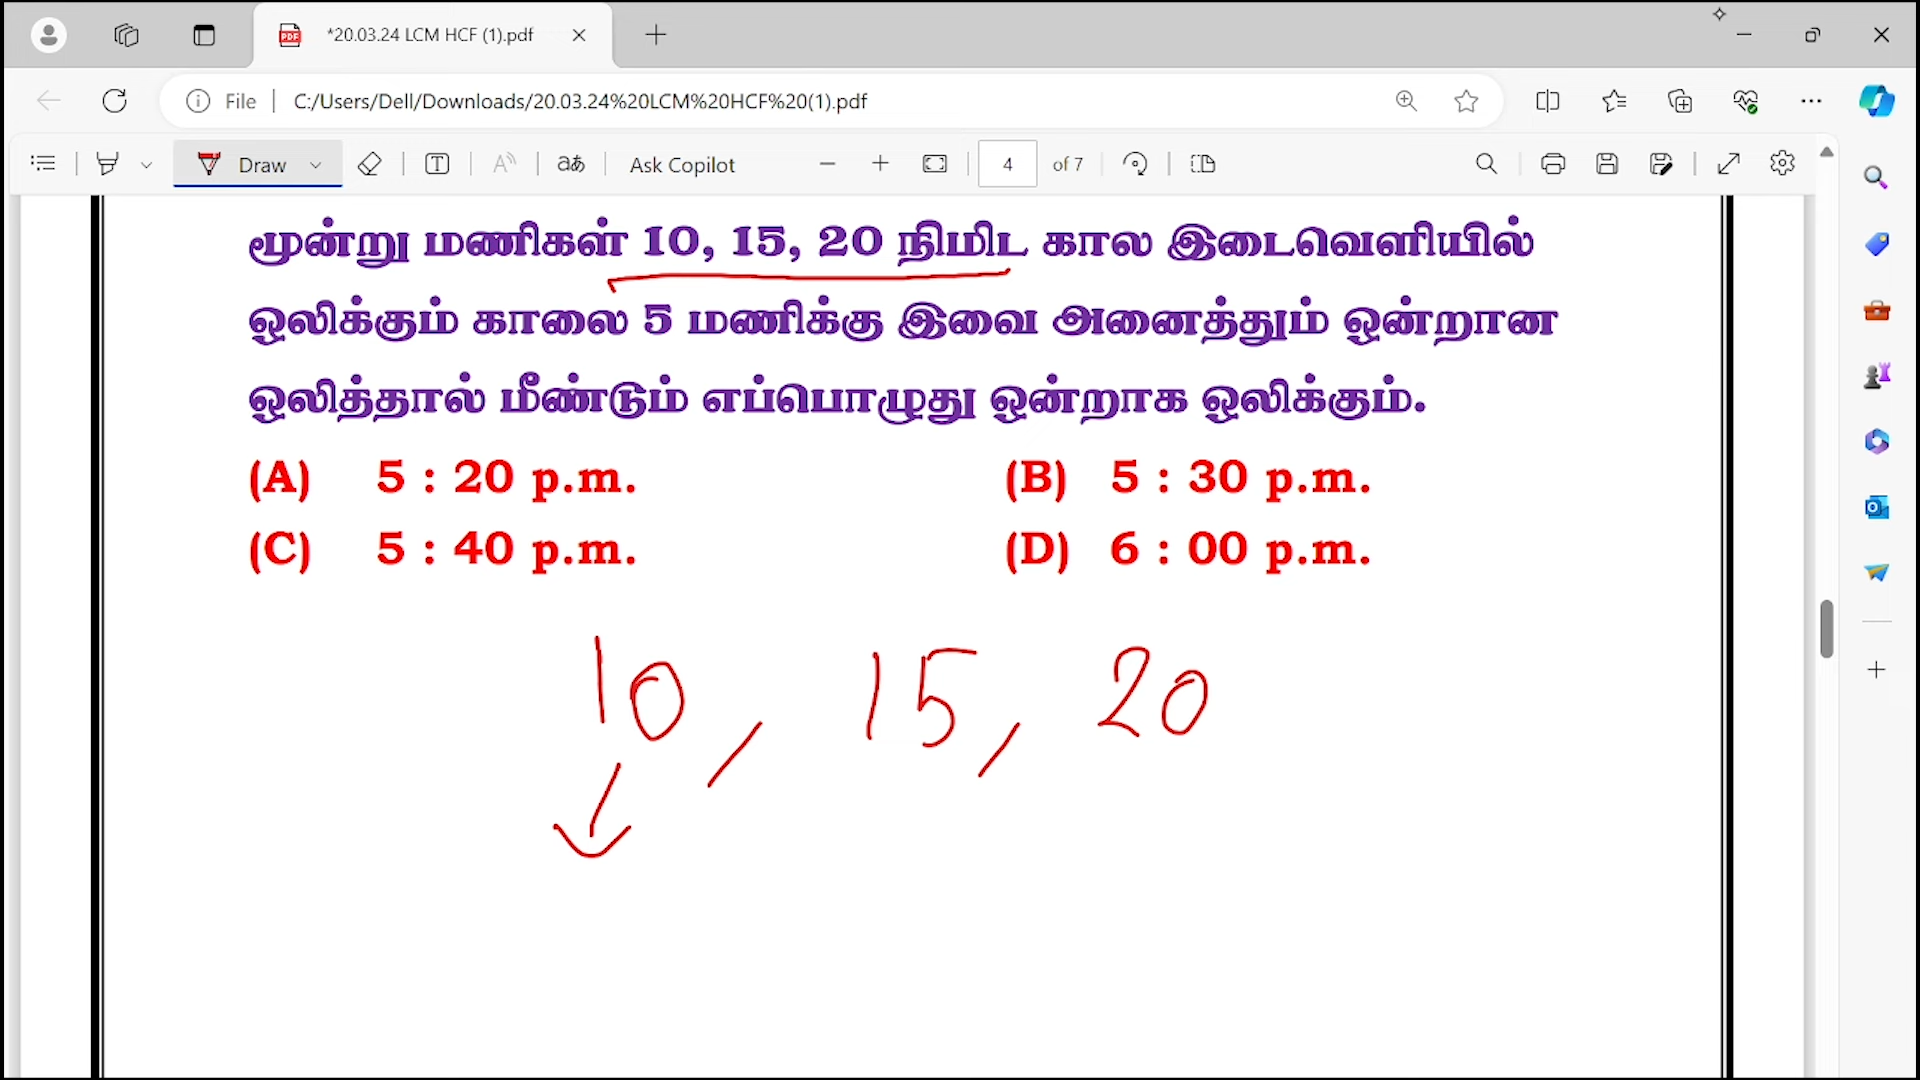 *20.03.24 LCM HCF (1).pdf
File C:/Users/Dell/Downloads/20.03.24%20LCM%20HCF%20(1).pdf
Draw Ask Copilot 4 of 7
மூன்று மணிகள் 10, 15, 20 நிமிட கால இடைவெளியில்
ஒலிக்கும் காலை 5 மணிக்கு இவை அனைத்தும் ஒன்றான
ஒலித்தால் மீண்டும் எப்பொழுது ஒன்றாக ஒலிக்கும்.
(A) 5 : 20 p.m. (B) 5 : 30 p.m.
(C) 5 : 40 p.m. (D) 6 : 00 p.m.
10, 15, 20